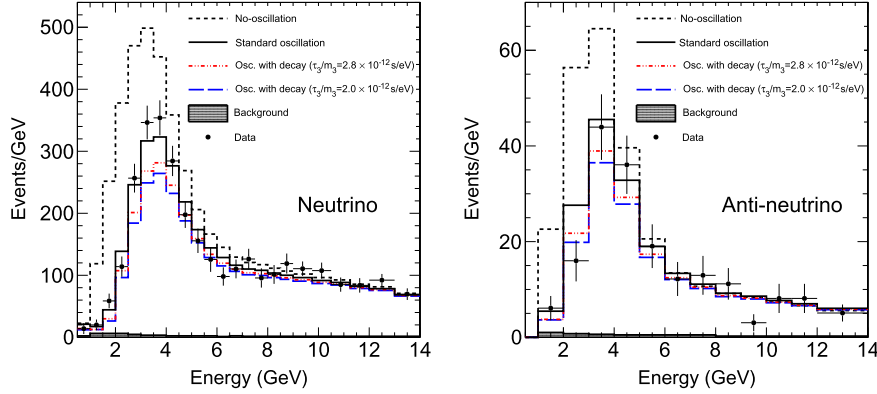 500
400
300
200
100
0
Events/GeV
2
4
6
8
10
12
14
Energy (GeV)
No-oscillation
Standard oscillation
Osc. with decay (τ3/m3=2.8 × 10-12s/eV)
Osc. with decay (τ3/m3=2.0 × 10-12s/eV)
Background
Data
Neutrino
60
40
20
0
Events/GeV
2
4
6
8
10
12
14
Energy (GeV)
No-oscillation
Standard oscillation
Osc. with decay (τ3/m3=2.8 × 10-12s/eV)
Osc. with decay (τ3/m3=2.0 × 10-12s/eV)
Background
Data
Anti-neutrino